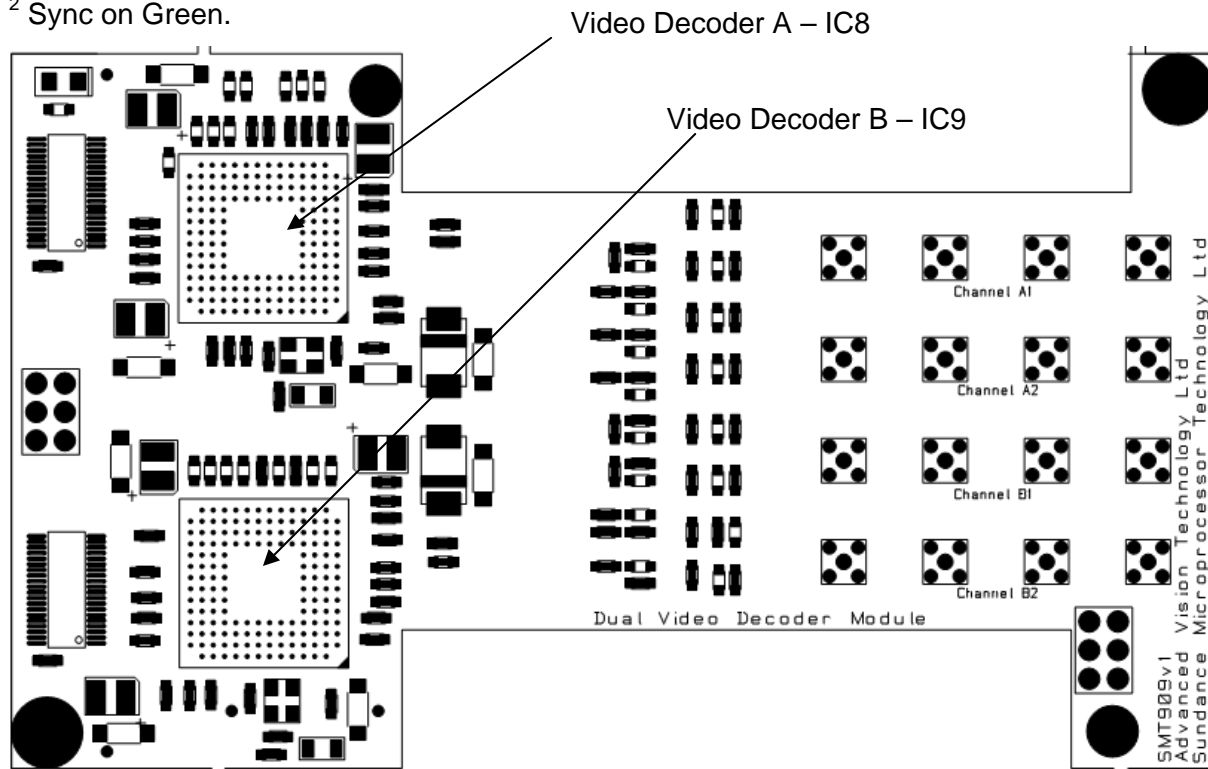 2 Sync on Green.
Video Decoder A – IC8
Video Decoder B – IC9
Channel A1
Channel A2
Channel B1
Channel B2
Dual Video Decoder Module
SMT909v1
Advanced Vision Technology Ltd
Sundance Microprocessor Technology Ltd